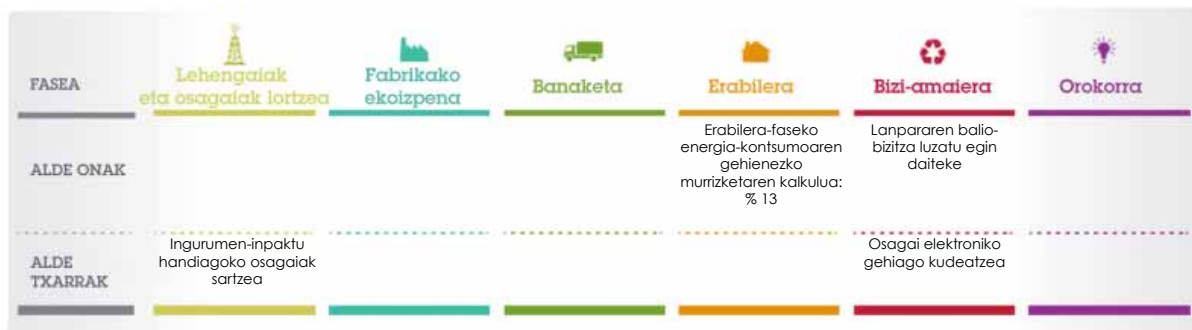 FASEA
Lehengaiak
eta osagaiak lortzea
Fabrikako
ekoizpena
Banaketa
Erabilera
Bizi-amaiera
Orokorra
ALDE ONAK
Erabilera-faseko
energia-kontsumoaren
gehienezko
murrizketaren kalkulua:
% 13
Lanpararen balio-
bizitza luzatu egin
daiteke
ALDE
TXARRAK
Ingurumen-inpaktu
handiagoko osagaiak
sartzea
Osagai elektroniko
gehiago kudeatzea